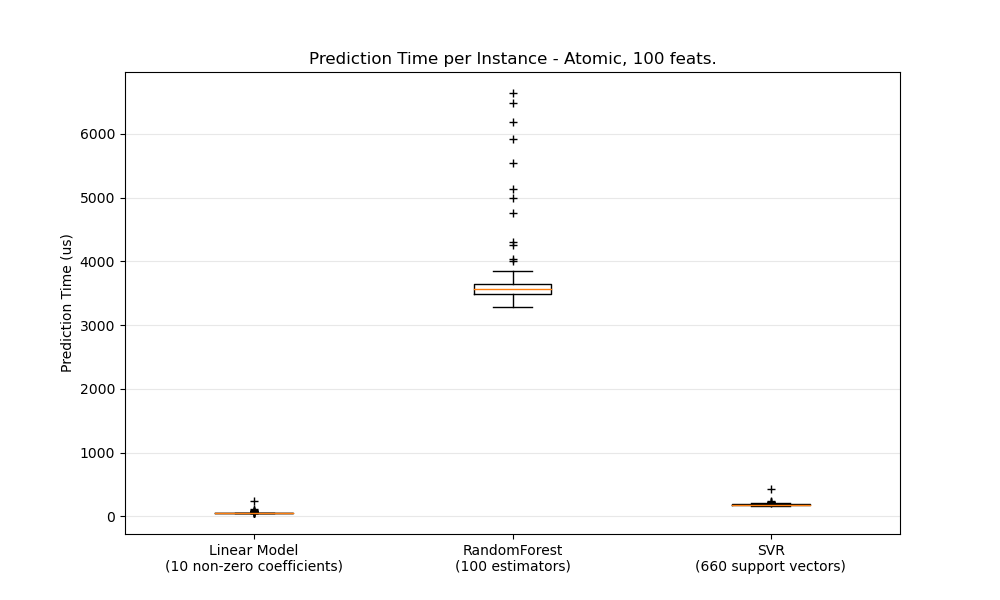 Prediction Time per Instance - Atomic, 100 feats.
Prediction Time (us)
6000
5000
4000
3000
2000
1000
0
Linear Model
(10 non-zero coefficients)
RandomForest
(100 estimators)
SVR
(660 support vectors)